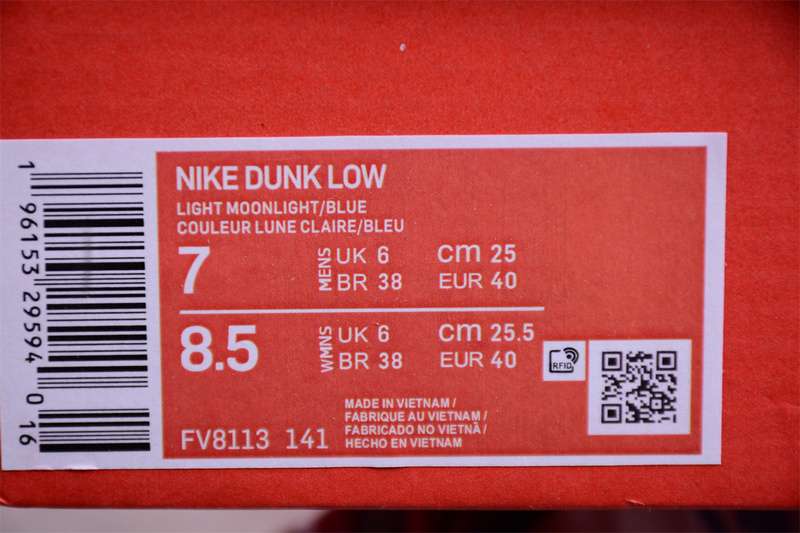 NIKE DUNK LOW
LIGHT MOONLIGHT/BLUE
COULEUR LUNE CLAIRE/BLEU
7 MENS UK 6 cm 25
BR 38 EUR 40
8.5 WMNS UK 6 cm 25.5
BR 38 EUR 40
RFID
MADE IN VIETNAM /
FABRIQUE AU VIETNAM /
FABRICADO NO VIETNÃ /
HECHO EN VIETNAM
FV8113 141
1 96153 29594 016